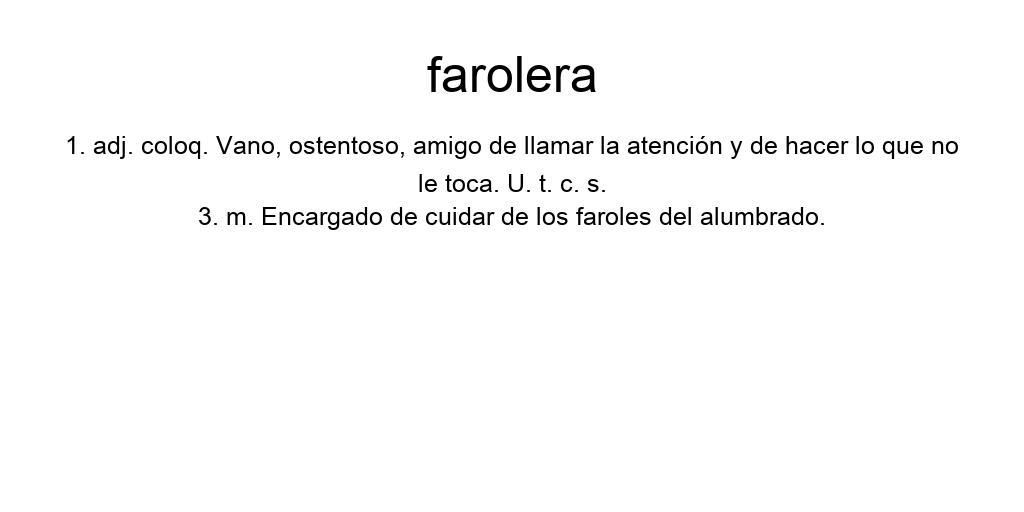 farolera
1. adj. coloq. Vano, ostentoso, amigo de llamar la atención y de hacer lo que no
le toca. U. t. c. s.
3. m. Encargado de cuidar de los faroles del alumbrado.